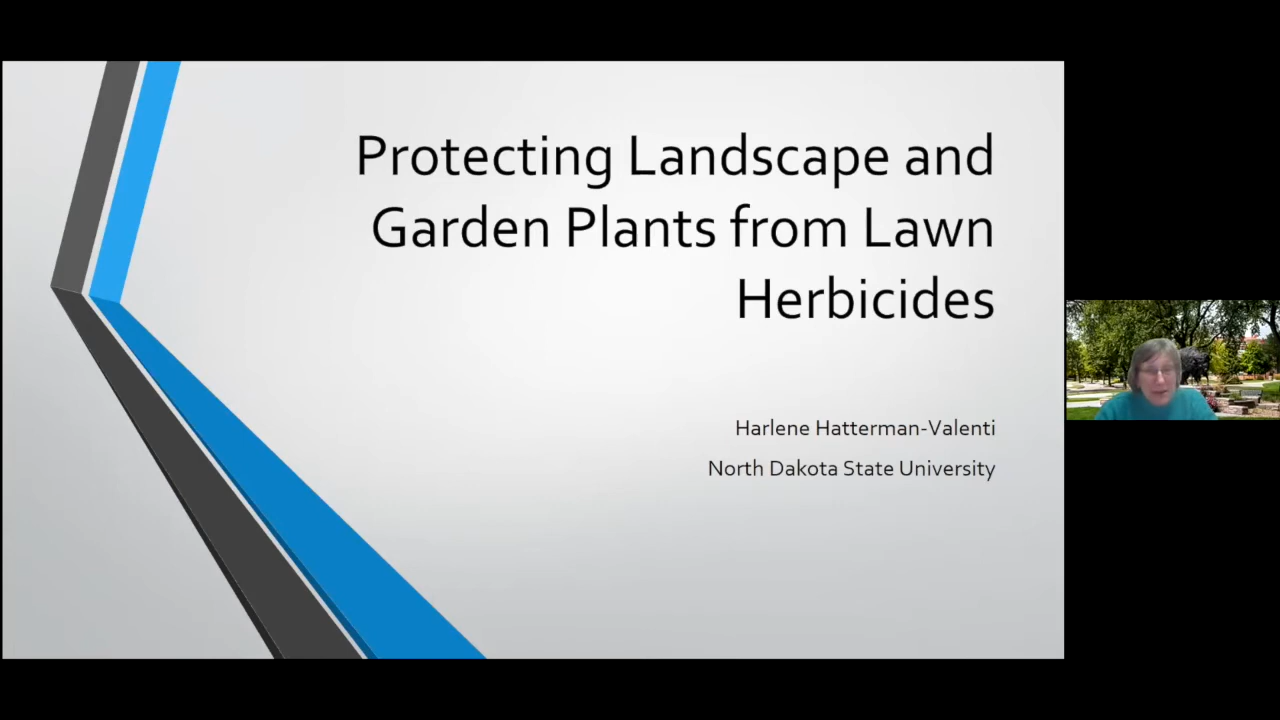 Protecting Landscape and
Garden Plants from Lawn
Herbicides
Harlene Hatterman-Valenti
North Dakota State University